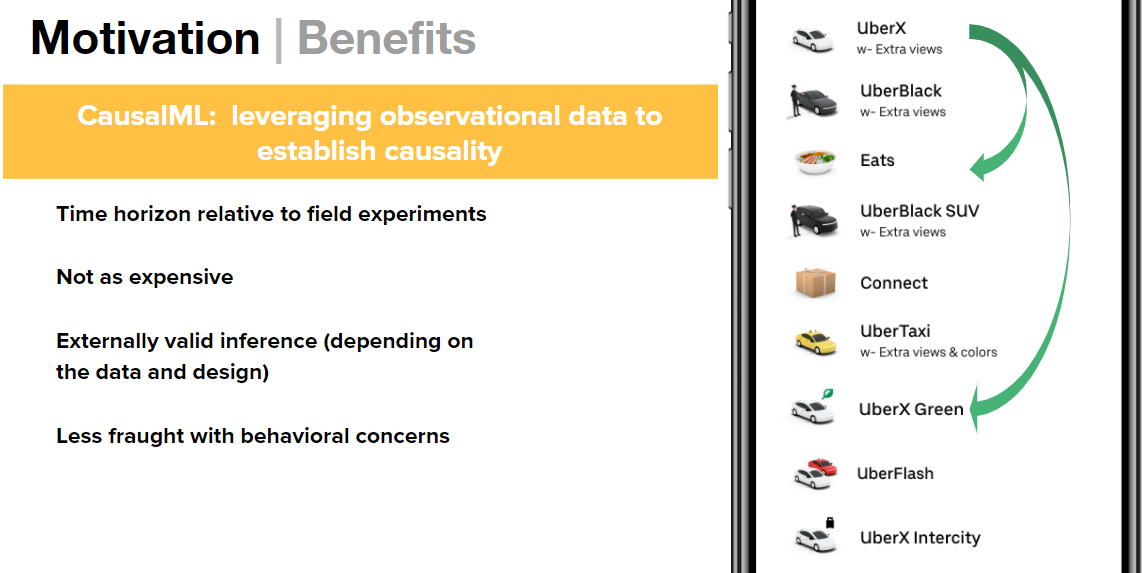 Motivation | Benefits
CausalML: leveraging observational data to
establish causality
Time horizon relative to field experiments
Not as expensive
Externally valid inference (depending on
the data and design)
Less fraught with behavioral concerns
UberX
w- Extra views
UberBlack
w- Extra views
Eats
UberBlack SUV
w- Extra views
Connect
UberTaxi
w- Extra views & colors
UberX Green
UberFlash
UberX Intercity